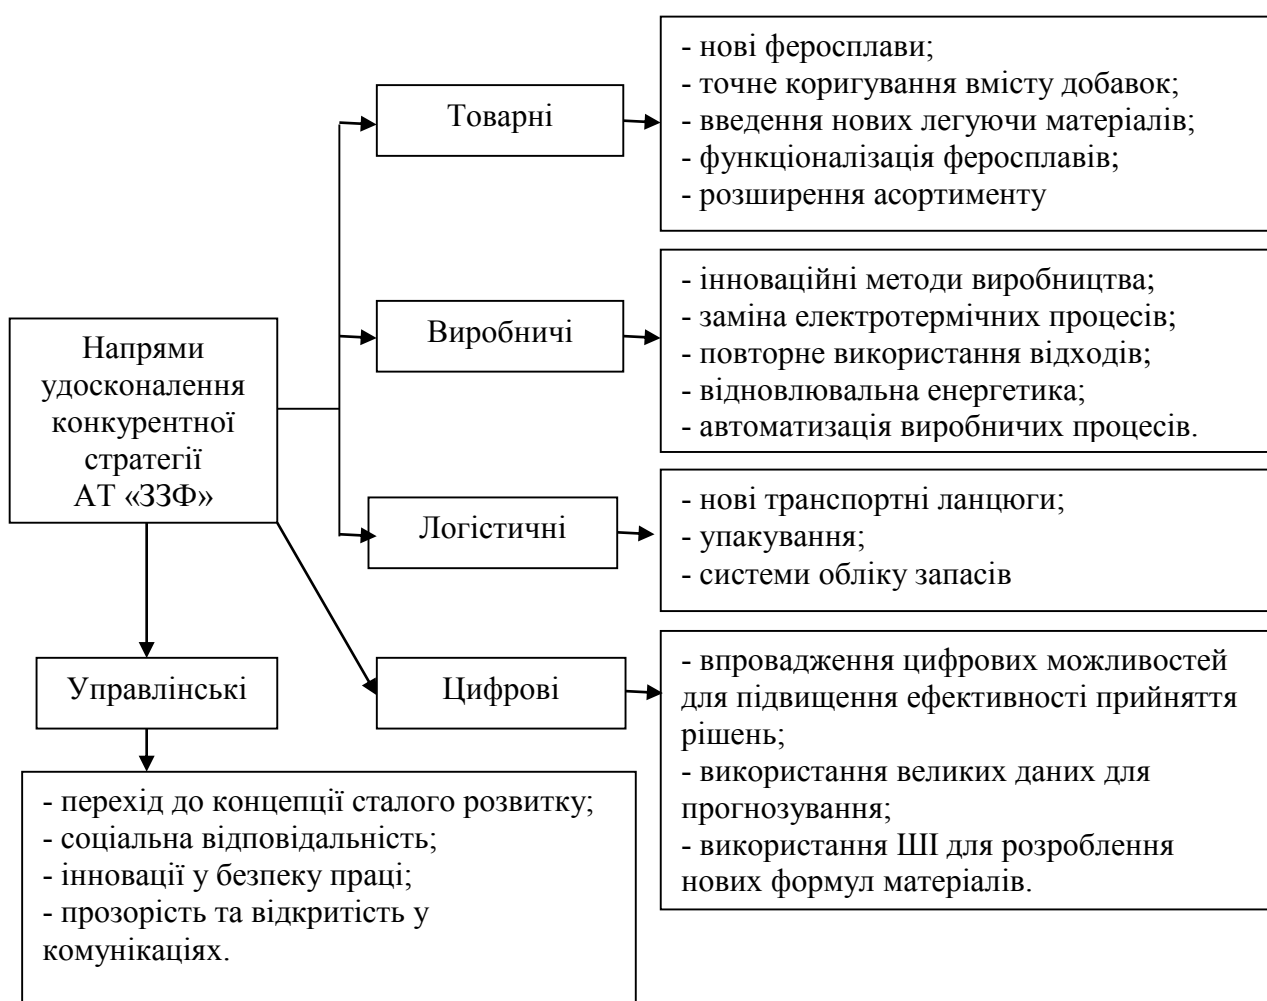 Напрями
удосконалення
конкурентної
стратегії
АТ «ЗЗФ»
Товарні
- нові феросплави;
- точне коригування вмісту добавок;
- введення нових легуючи матеріалів;
- функціоналізація феросплавів;
- розширення асортименту
Виробничі
- інноваційні методи виробництва;
- заміна електротермічних процесів;
- повторне використання відходів;
- відновлювальна енергетика;
- автоматизація виробничих процесів.
Логістичні
- нові транспортні ланцюги;
- упакування;
- системи обліку запасів
Цифрові
- впровадження цифрових можливостей
для підвищення ефективності прийняття
рішень;
- використання великих даних для
прогнозування;
- використання ШІ для розроблення
нових формул матеріалів.
Управлінські
- перехід до концепції сталого розвитку;
- соціальна відповідальність;
- інновації у безпеку праці;
- прозорість та відкритість у
комунікаціях.